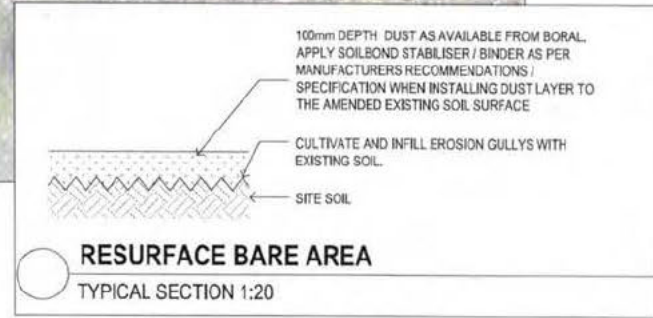 100mm DEPTH DUST AS AVAILABLE FROM BORAL.
APPLY SOILBOND STABILISER / BINDER AS PER
MANUFACTURERS RECOMMENDATIONS /
SPECIFICATION WHEN INSTALLING DUST LAYER TO
THE AMENDED EXISTING SOIL SURFACE
CULTIVATE AND INFILL EROSION GULLYS WITH
EXISTING SOIL.
SITE SOIL
RESURFACE BARE AREA
TYPICAL SECTION 1:20